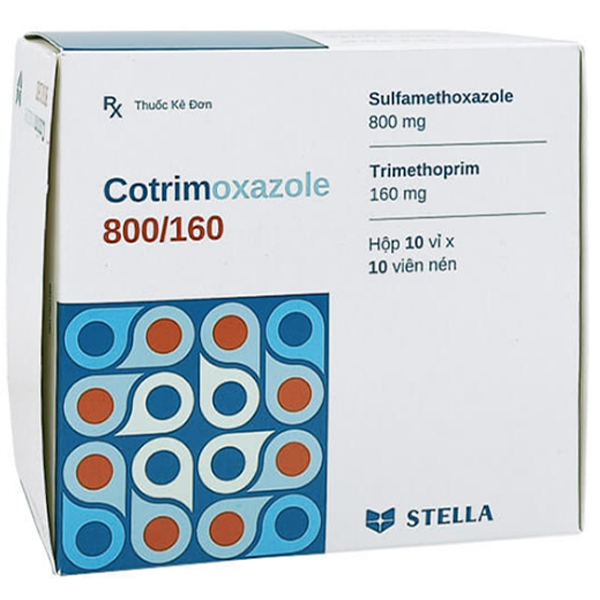 Rx Thuốc Kê Đơn
Cotrimoxazole
800/160
Sulfamethoxazole
800 mg
Trimethoprim
160 mg
Hộp 10 vỉ x
10 viên nén
STELLA